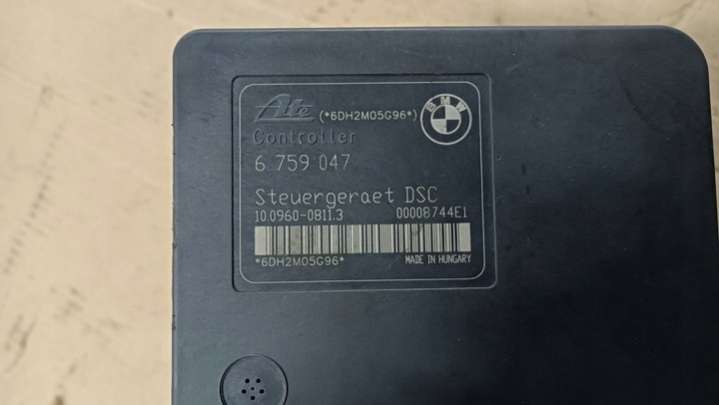 Ate (*6DH2M05G96*) BMW
Controller
6 759 047
Steuergeraet DSC
10.0960-0811.3 00008744E1
*6DH2M05G96* MADE IN HUNGARY